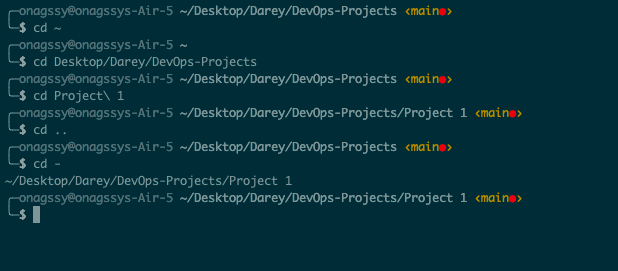 ╭─onagssy@onagssys-Air-5 ~/Desktop/Darey/DevOps-Projects ‹main●›
╰─$ cd ~
╭─onagssy@onagssys-Air-5 ~
╰─$ cd Desktop/Darey/DevOps-Projects
╭─onagssy@onagssys-Air-5 ~/Desktop/Darey/DevOps-Projects ‹main●›
╰─$ cd Project\ 1
╭─onagssy@onagssys-Air-5 ~/Desktop/Darey/DevOps-Projects/Project 1 ‹main●›
╰─$ cd ..
╭─onagssy@onagssys-Air-5 ~/Desktop/Darey/DevOps-Projects ‹main●›
╰─$ cd -
~/Desktop/Darey/DevOps-Projects/Project 1
╭─onagssy@onagssys-Air-5 ~/Desktop/Darey/DevOps-Projects/Project 1 ‹main●›
╰─$